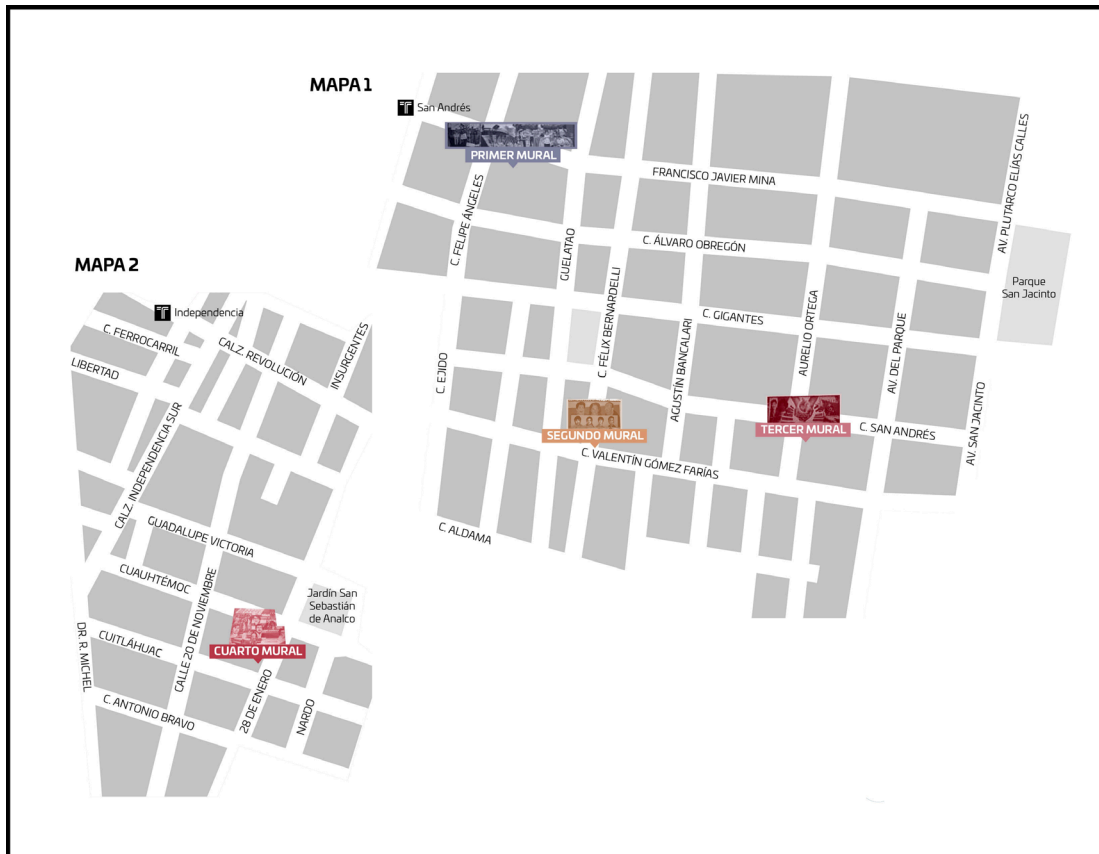 MAPA 1
San Andrés
PRIMER MURAL
FRANCISCO JAVIER MINA
AV. PLUTARCO ELÍAS CALLES
C. FELIPE ÁNGELES
GUELATAO
C. ÁLVARO OBREGÓN
Parque
San Jacinto
C. GIGANTES
C. FÉLIX BERNARDELLI
AGUSTÍN BANCALARI
AURELIO ORTEGA
AV. DEL PARQUE
C. EJIDO
AV. SAN JACINTO
SEGUNDO MURAL
TERCER MURAL
C. SAN ANDRÉS
C. VALENTÍN GÓMEZ FARÍAS
C. ALDAMA
MAPA 2
Independencia
C. FERROCARRIL
CALZ. REVOLUCIÓN
INSURGENTES
LIBERTAD
CALZ. INDEPENDENCIA SUR
GUADALUPE VICTORIA
CUAUHTÉMOC
CALLE 20 DE NOVIEMBRE
Jardín San
Sebastián
de Analco
CUITLÁHUAC
CUARTO MURAL
DR. R. MICHEL
C. ANTONIO BRAVO
28 DE ENERO
NARDO